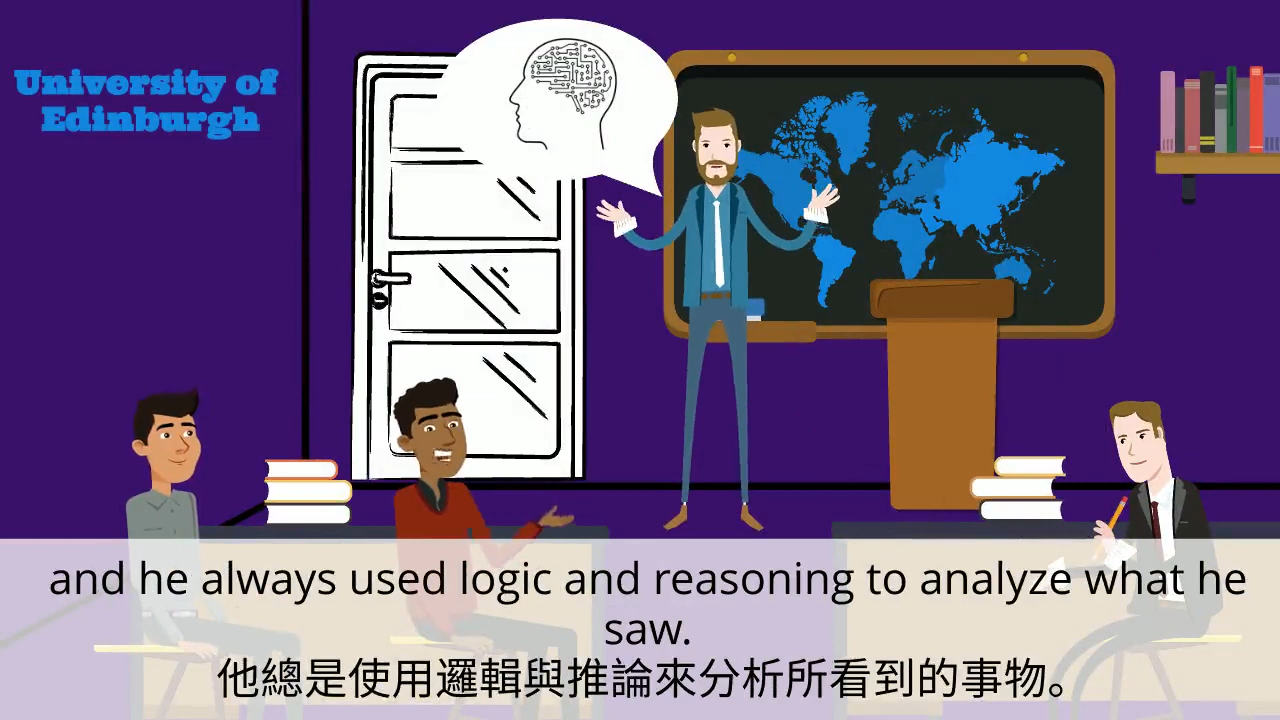 University of
Edinburgh
and he always used logic and reasoning to analyze what he
saw.
他總是使用邏輯與推論來分析所看到的事物。